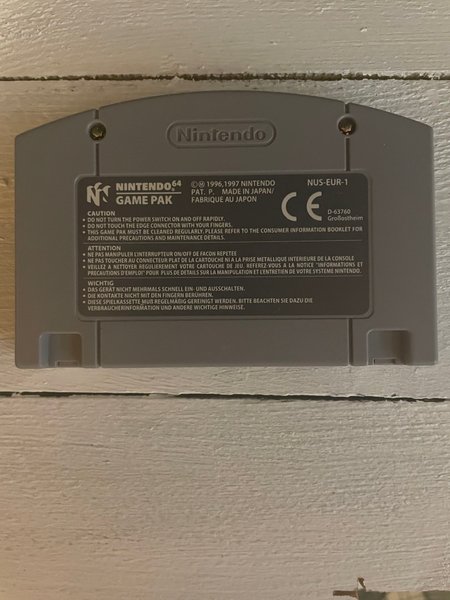 Nintendo
NINTENDO⁶⁴
GAME PAK
©Ⓜ 1996,1997 NINTENDO
PAT. P. MADE IN JAPAN/
FABRIQUE AU JAPON
NUS-EUR-1
CE
D-63760
Großostheim
CAUTION
• DO NOT TURN THE POWER SWITCH ON AND OFF RAPIDLY.
• DO NOT TOUCH THE EDGE CONNECTOR WITH YOUR FINGERS.
• THIS GAME PAK MUST BE CLEANED REGULARLY. PLEASE REFER TO THE CONSUMER INFORMATION BOOKLET FOR
ADDITIONAL PRECAUTIONS AND MAINTENANCE DETAILS.
ATTENTION
• NE PAS MANIPULER L'INTERRUPTEUR ON/OFF DE FACON REPETEE
• NE PAS TOUCHER AU CONNECTEUR PLAT DE LA CARTOUCHE NI A LA PRISE METALLIQUE INTERIEURE DE LA CONSOLE
• VEILLEZ A NETTOYER REGULIEREMENT VOTRE CARTOUCHE DE JEU. REFEREZ-VOUS A LA NOTICE "INFORMATIONS ET
PRECAUTIONS D'EMPLOI" POUR PLUS DE DETAILS SUR LA MANIPULATION ET L'ENTRETIEN DE VOTRE SYSTEME NINTENDO.
WICHTIG
• DAS GERÄT NICHT MEHRMALS SCHNELL EIN- UND AUSSCHALTEN.
• DIE KONTAKTE NICHT MIT DEN FINGERN BERÜHREN.
• DIESE SPIELKASSETTE MUß REGELMÄßIG GEREINIGT WERDEN. BITTE BEACHTEN SIE DAZU DIE
VERBRAUCHERINFORMATION UND ANDERE WICHTIGE HINWEISE.